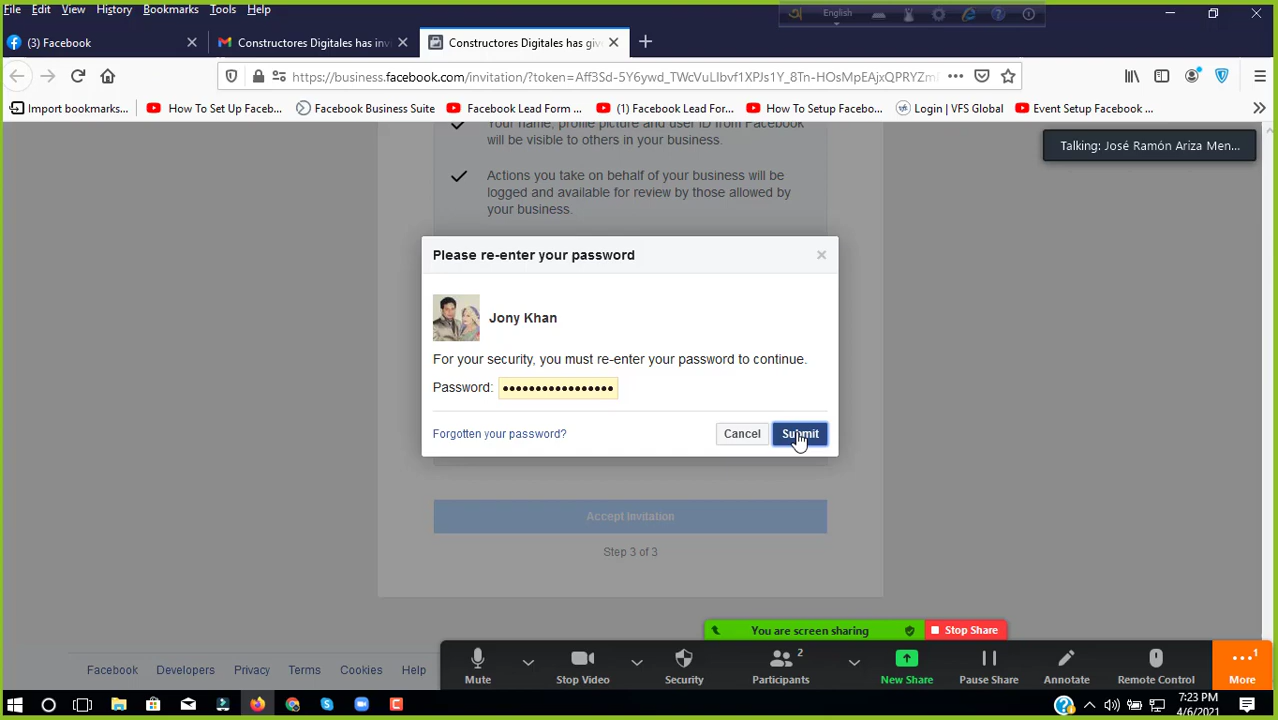 File Edit View History Bookmarks Tools Help
English
(3) Facebook
Constructores Digitales has inv
Constructores Digitales has give
https://business.facebook.com/invitation/?token=Aff3Sd-5Y6ywd_TWcVuLlbvf1XPJs1Y_8Tn-HOsMpEAjxQPRYZm
Import bookmarks...
How To Set Up Faceb...
Facebook Business Suite
Facebook Lead Form ...
(1) Facebook Lead For...
How To Setup Facebo...
Login | VFS Global
Event Setup Facebook ...
Talking: José Ramón Ariza Men...
Your name, profile picture and user ID from Facebook
will be visible to others in your business.
Actions you take on behalf of your business will be
logged and available for review by those allowed by
your business.
Please re-enter your password
Jony Khan
For your security, you must re-enter your password to continue.
Password: •••••••••••••••••
Forgotten your password?
Cancel
Submit
Accept Invitation
Step 3 of 3
You are screen sharing
Stop Share
Facebook Developers Privacy Terms Cookies Help
Mute
Stop Video
Security
Participants
2
New Share
Pause Share
Annotate
Remote Control
More
1
7:23 PM
4/6/2021